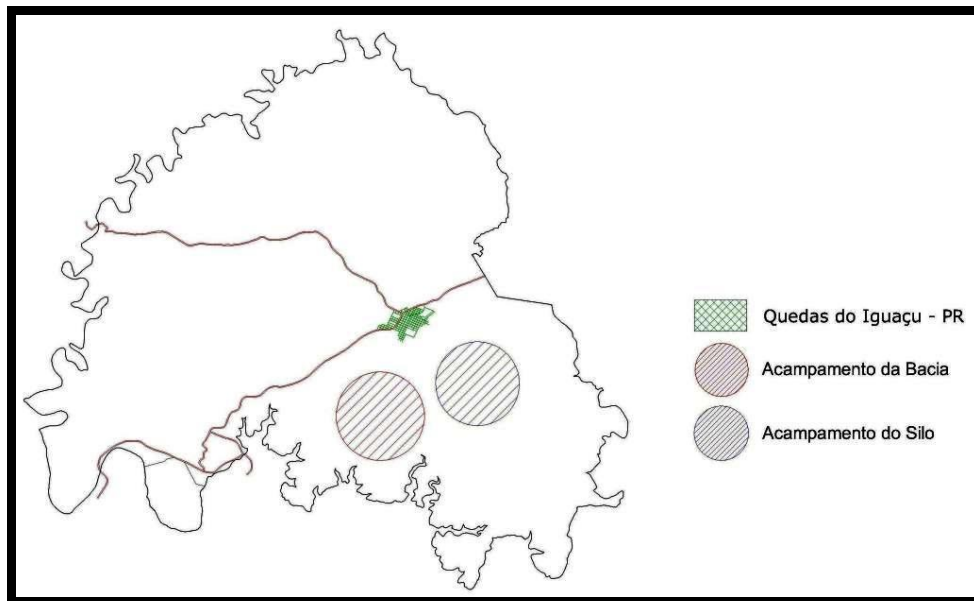 Quedas do Iguaçu - PR
Acampamento da Bacia
Acampamento do Silo